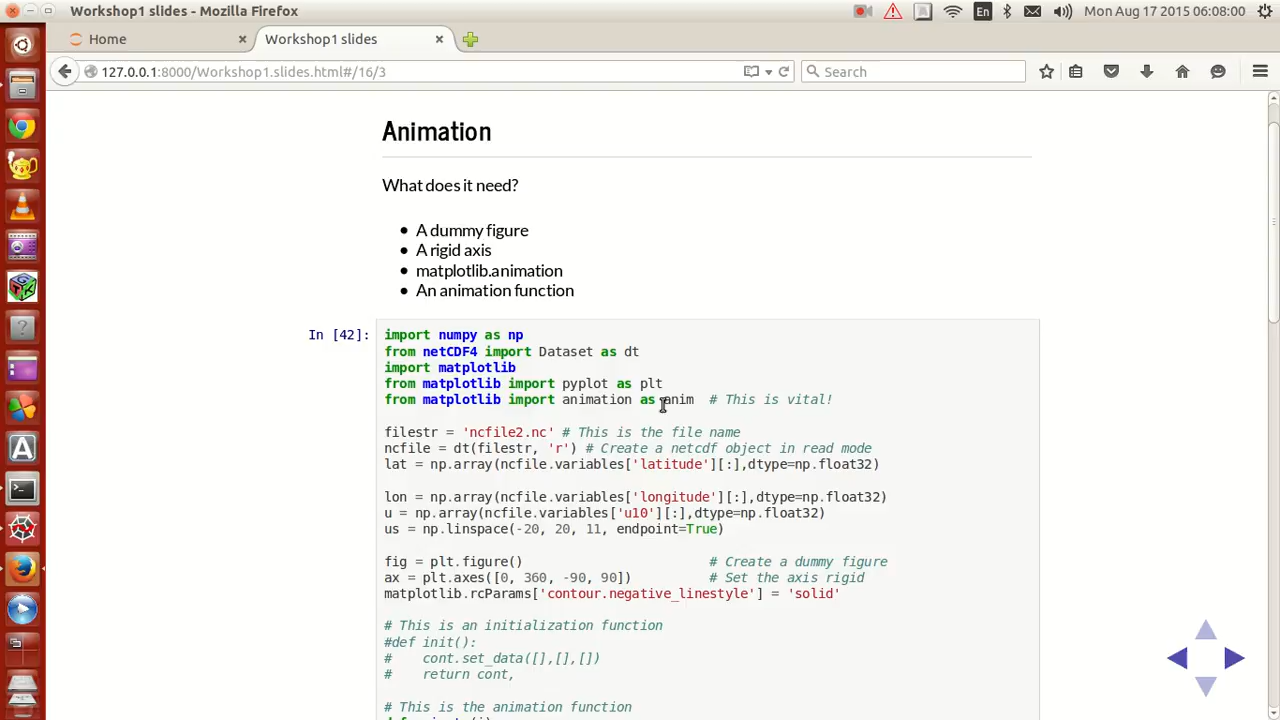 Workshop1 slides - Mozilla Firefox
En
Mon Aug 17 2015 06:08:00
Home
Workshop1 slides
127.0.0.1:8000/Workshop1.slides.html#/16/3
Search
Animation
What does it need?
A dummy figure
A rigid axis
matplotlib.animation
An animation function
In [42]:
import numpy as np
from netCDF4 import Dataset as dt
import matplotlib
from matplotlib import pyplot as plt
from matplotlib import animation as anim # This is vital!
filestr = 'ncfile2.nc' # This is the file name
ncfile = dt(filestr, 'r') # Create a netcdf object in read mode
lat = np.array(ncfile.variables['latitude'][:],dtype=np.float32)
lon = np.array(ncfile.variables['longitude'][:],dtype=np.float32)
u = np.array(ncfile.variables['u10'][:],dtype=np.float32)
us = np.linspace(-20, 20, 11, endpoint=True)
fig = plt.figure() # Create a dummy figure
ax = plt.axes([0, 360, -90, 90]) # Set the axis rigid
matplotlib.rcParams['contour.negative_linestyle'] = 'solid'
# This is an initialization function
#def init():
# cont.set_data([],[],[])
# return cont,
# This is the animation function